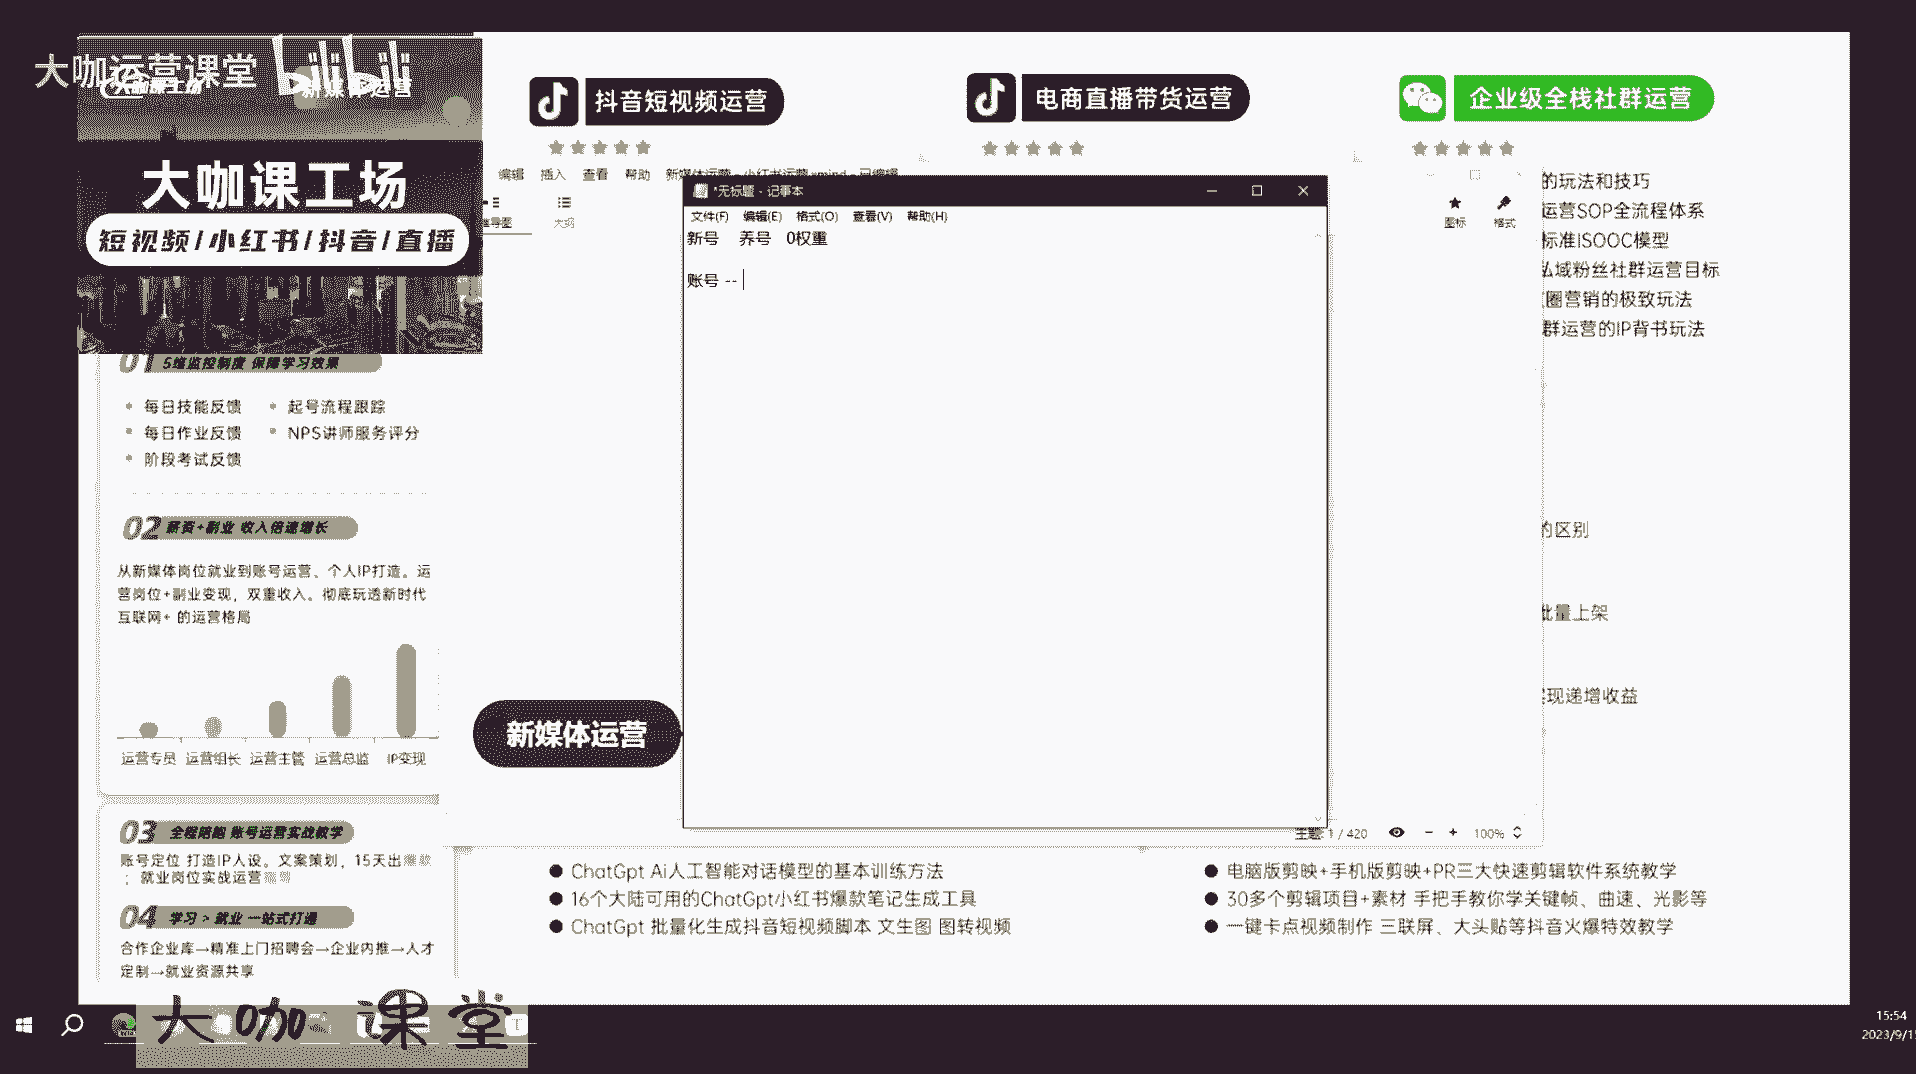 大咖运营课堂 bilibili
大咖课工场
短视频/小红书/抖音/直播
抖音短视频运营
电商直播带货运营
企业级全栈社群运营
编辑 插入 查看 帮助
大纲
图标 格式
*无标题 - 记事本
文件(F) 编辑(E) 格式(O) 查看(V) 帮助(H)
新号 养号 0权重
账号 --
的玩法和技巧
运营SOP全流程体系
标准ISOOC模型
私域粉丝社群运营目标
圈营销的极致玩法
群运营的IP背书玩法
的区别
批量上架
实现递增收益
01 5维监控制度 保障学习效果
每日技能反馈
起号流程跟踪
每日作业反馈
NPS讲师服务评分
阶段考试反馈
02 薪资+副业 收入倍速增长
从新媒体岗位就业到账号运营、个人IP打造。运
营岗位+副业变现，双重收入。彻底玩透新时代
互联网+ 的运营格局
运营专员 运营组长 运营主管 运营总监 IP变现
新媒体运营
03 全程陪跑 账号运营实战教学
账号定位 打造IP人设。文案策划，15天出
；就业岗位实战运营
04 学习 > 就业 一站式打通
合作企业库→精准上门招聘会→企业内推→人才
定制→就业资源共享
主题: 1 / 420
100%
ChatGpt Ai人工智能对话模型的基本训练方法
16个大陆可用的ChatGpt小红书爆款笔记生成工具
ChatGpt 批量化生成抖音短视频脚本 文生图 图转视频
电脑版剪映+手机版剪映+PR三大快速剪辑软件系统教学
30多个剪辑项目+素材 手把手教你学关键帧、曲速、光影等
一键卡点视频制作 三联屏、大头贴等抖音火爆特效教学
大咖课堂
15:54
2023/9/15